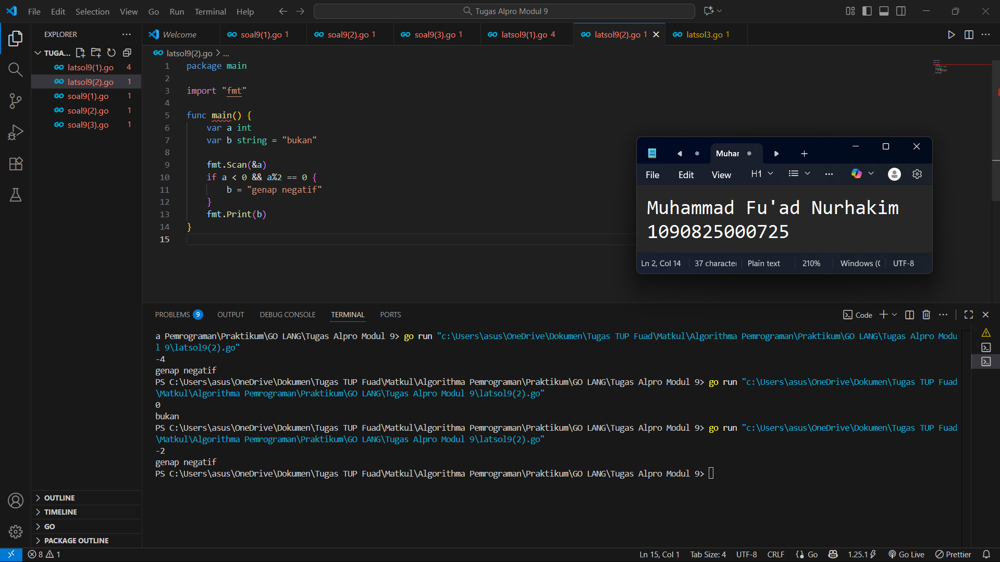 File Edit Selection View Go Run Terminal Help
Tugas Alpro Modul 9
EXPLORER
TUGA...
latsol9(1).go 4
latsol9(2).go 1
soal9(1).go 1
soal9(2).go 1
soal9(3).go 1
OUTLINE
TIMELINE
GO
PACKAGE OUTLINE
Welcome
soal9(1).go 1
soal9(2).go 1
soal9(3).go 1
latsol9(1).go 4
latsol9(2).go 1
latsol3.go 1
latsol9(2).go > ...
1 package main
2
3 import "fmt"
4
5 func main() {
6 var a int
7 var b string = "bukan"
8
9 fmt.Scan(&a)
10 if a < 0 && a%2 == 0 {
11 b = "genap negatif"
12 }
13 fmt.Print(b)
14 }
15
Muhar
File Edit View H1
Muhammad Fu'ad Nurhakim
1090825000725
Ln 2, Col 14 37 character Plain text 210% Windows (C UTF-8
PROBLEMS 9 OUTPUT DEBUG CONSOLE TERMINAL PORTS
Code
a Pemrograman\Praktikum\GO LANG\Tugas Alpro Modul 9> go run "c:\Users\asus\OneDrive\Dokumen\Tugas TUP Fuad\Matkul\Algorithma Pemrograman\Praktikum\GO LANG\Tugas Alpro Modu
l 9\latsol9(2).go"
-4
genap negatif
PS C:\Users\asus\OneDrive\Dokumen\Tugas TUP Fuad\Matkul\Algorithma Pemrograman\Praktikum\GO LANG\Tugas Alpro Modul 9> go run "c:\Users\asus\OneDrive\Dokumen\Tugas TUP Fuad
\Matkul\Algorithma Pemrograman\Praktikum\GO LANG\Tugas Alpro Modul 9\latsol9(2).go"
0
bukan
PS C:\Users\asus\OneDrive\Dokumen\Tugas TUP Fuad\Matkul\Algorithma Pemrograman\Praktikum\GO LANG\Tugas Alpro Modul 9> go run "c:\Users\asus\OneDrive\Dokumen\Tugas TUP Fuad
\Matkul\Algorithma Pemrograman\Praktikum\GO LANG\Tugas Alpro Modul 9\latsol9(2).go"
-2
genap negatif
PS C:\Users\asus\OneDrive\Dokumen\Tugas TUP Fuad\Matkul\Algorithma Pemrograman\Praktikum\GO LANG\Tugas Alpro Modul 9>
8 1
Ln 15, Col 1 Tab Size: 4 UTF-8 CRLF Go 1.25.1 Go Live Prettier